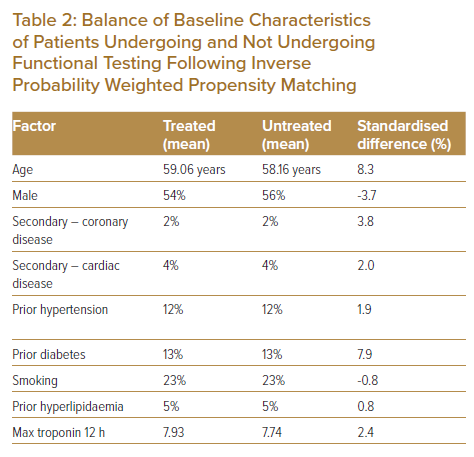 Table 2: Balance of Baseline Characteristics
of Patients Undergoing and Not Undergoing
Functional Testing Following Inverse
Probability Weighted Propensity Matching
Factor Treated (mean) Untreated (mean) Standardised difference (%)
Age 59.06 years 58.16 years 8.3
Male 54% 56% -3.7
Secondary – coronary disease 2% 2% 3.8
Secondary – cardiac disease 4% 4% 2.0
Prior hypertension 12% 12% 1.9
Prior diabetes 13% 13% 7.9
Smoking 23% 23% -0.8
Prior hyperlipidaemia 5% 5% 0.8
Max troponin 12 h 7.93 7.74 2.4